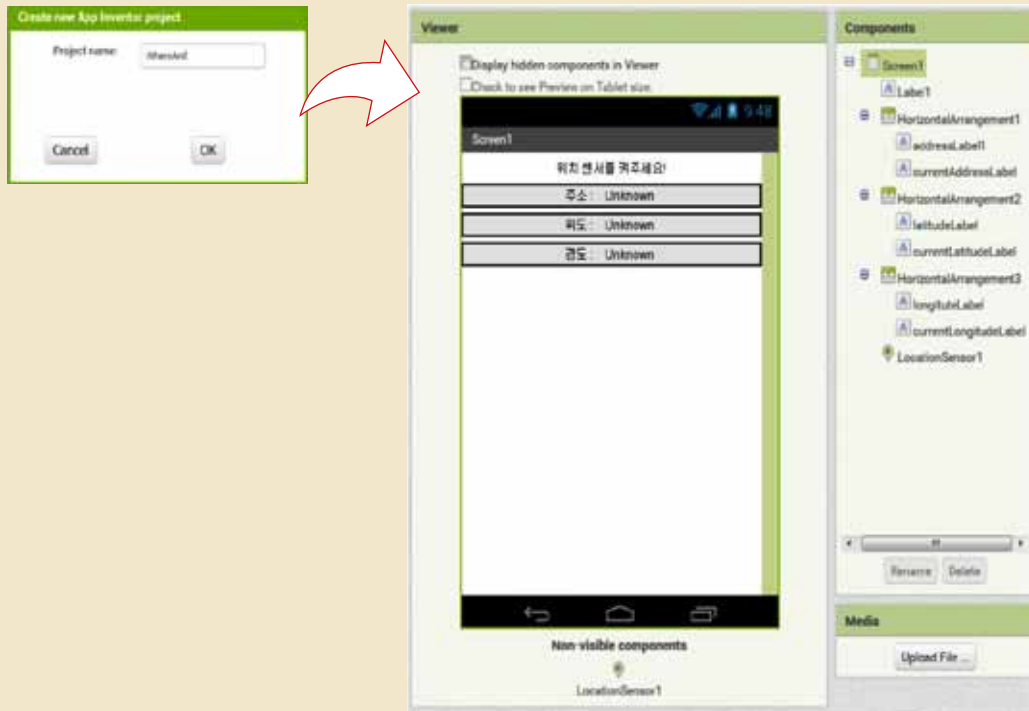 Create new App Inventor project
Project name:
WhereAmI
Cancel
OK
Viewer
Display hidden components in Viewer
Check to see Preview on Tablet size.
9:48
Screen1
위치 센서를 켜주세요!
주소 : Unknown
위도 : Unknown
경도 : Unknown
Non-visible components
LocationSensor1
Components
Screen1
Label1
HorizontalArrangement1
addressLabel1
currentAddressLabel
HorizontalArrangement2
latitudeLabel
currentLatitudeLabel
HorizontalArrangement3
longituteLabel
currentLongitudeLabel
LocationSensor1
Rename
Delete
Media
Upload File ...